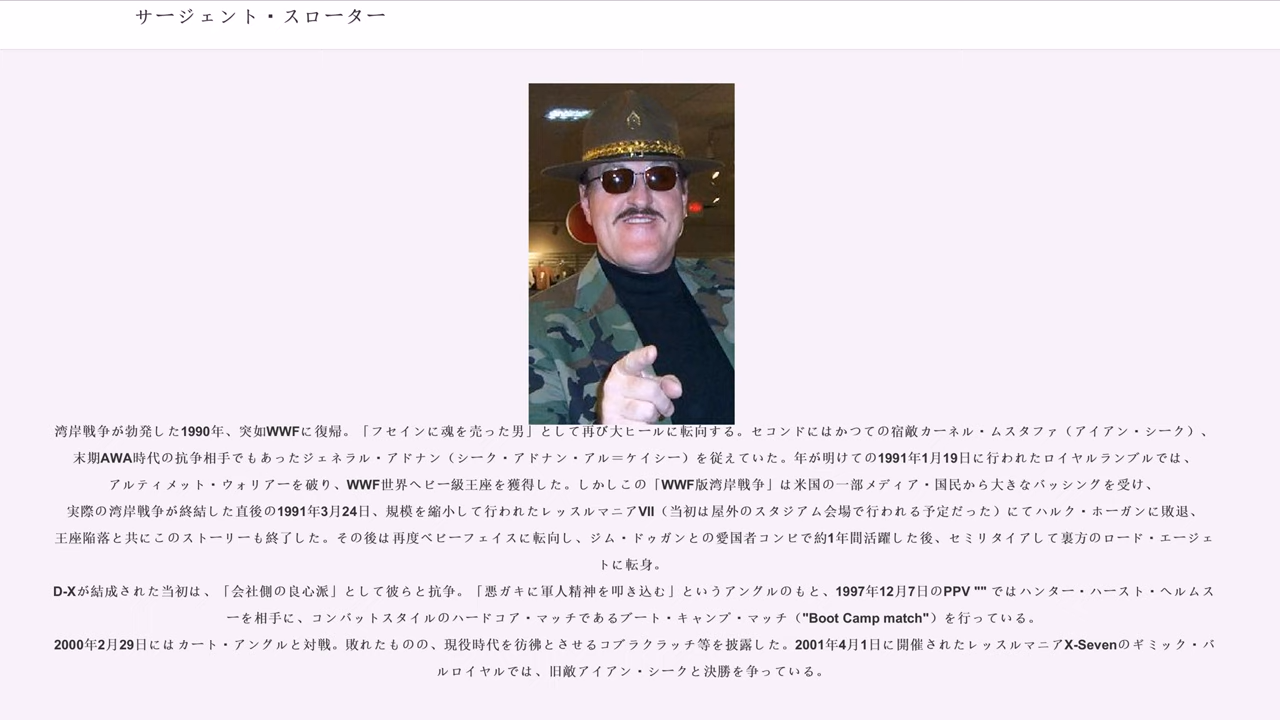 サージェント・スローター
湾岸戦争が勃発した1990年、突如WWFに復帰。「フセインに魂を売った男」として再び大ヒールに転向する。セコンドにはかつての宿敵カーネル・ムスタファ（アイアン・シーク）、
末期AWA時代の抗争相手でもあったジェネラル・アドナン（シーク・アドナン・アル＝ケイシー）を従えていた。年が明けての1991年1月19日に行われたロイヤルランブルでは、
アルティメット・ウォリアーを破り、WWF世界ヘビー級王座を獲得した。しかしこの「WWF版湾岸戦争」は米国の一部メディア・国民から大きなバッシングを受け、
実際の湾岸戦争が終結した直後の1991年3月24日、規模を縮小して行われたレッスルマニアVII（当初は屋外のスタジアム会場で行われる予定だった）にてハルク・ホーガンに敗退、
王座陥落と共にこのストーリーも終了した。その後は再度ベビーフェイスに転向し、ジム・ドゥガンとの愛国者コンビで約1年間活躍した後、セミリタイアして裏方のロード・エージェ
ントに転身。
D-Xが結成された当初は、「会社側の良心派」として彼らと抗争。「悪ガキに軍人精神を叩き込む」というアングルのもと、1997年12月7日のPPV "" ではハンター・ハースト・ヘルムス
リーを相手に、コンバットスタイルのハードコア・マッチであるブート・キャンプ・マッチ（"Boot Camp match"）を行っている。
2000年2月29日にはカート・アングルと対戦。敗れたものの、現役時代を彷彿とさせるコブラクラッチ等を披露した。2001年4月1日に開催されたレッスルマニアX-Sevenのギミック・バ
トルロイヤルでは、旧敵アイアン・シークと決勝を争っている。